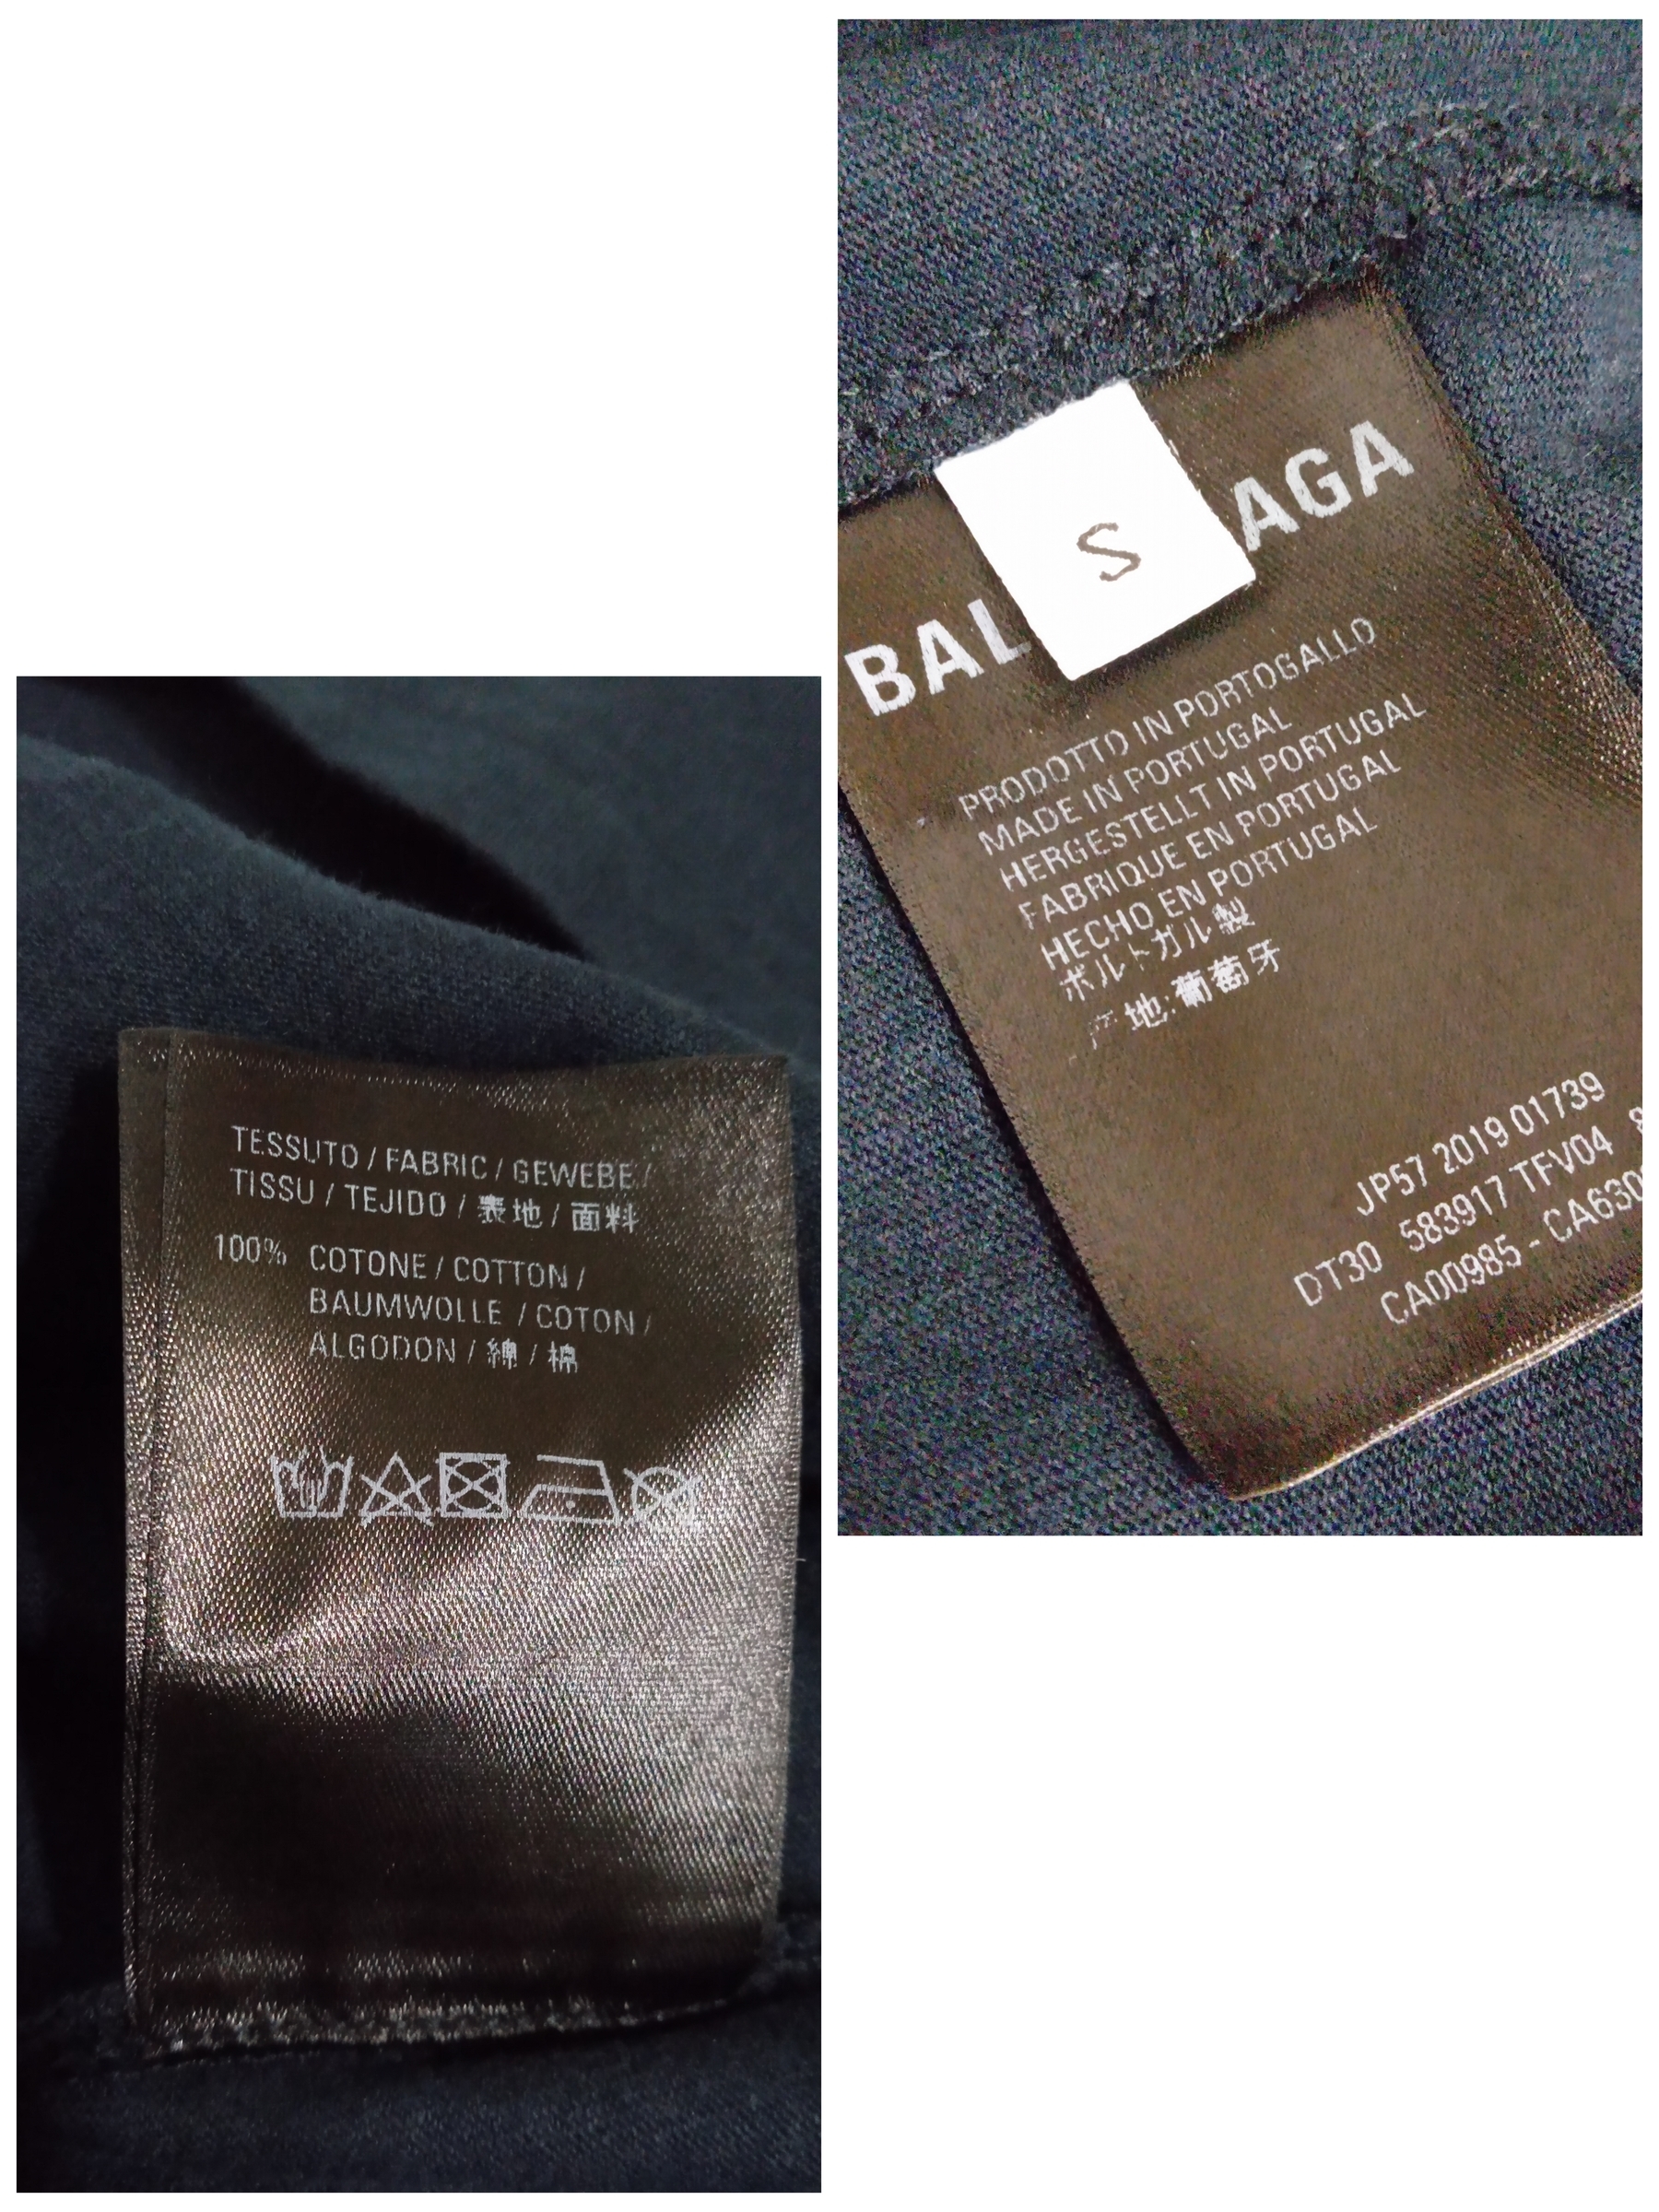 TESSUTO / FABRIC / GEWEBE /
TISSU / TEJIDO / 表地 / 面料
100% COTONE / COTTON /
BAUMWOLLE / COTON /
ALGODON / 綿 / 棉
S
BAL AGA
PRODOTTO IN PORTOGALLO
MADE IN PORTUGAL
HERGESTELLT IN PORTUGAL
FABRIQUE EN PORTUGAL
HECHO EN PORTUGAL
ポルトガル製
产地:葡萄牙
JP57 2019 01739
DT30 583917 TFV04
CA00985 - CA630